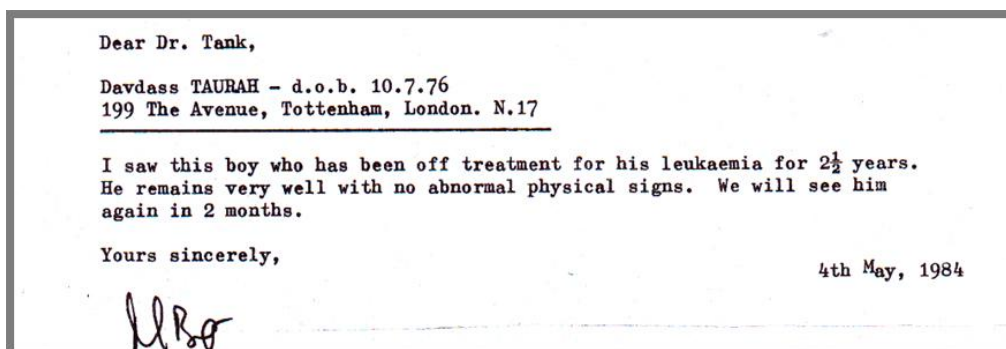 Dear Dr. Tank,
Davdass TAURAH - d.o.b. 10.7.76
199 The Avenue, Tottenham, London. N.17
I saw this boy who has been off treatment for his leukaemia for 2½ years.
He remains very well with no abnormal physical signs. We will see him
again in 2 months.
Yours sincerely,
4th May, 1984